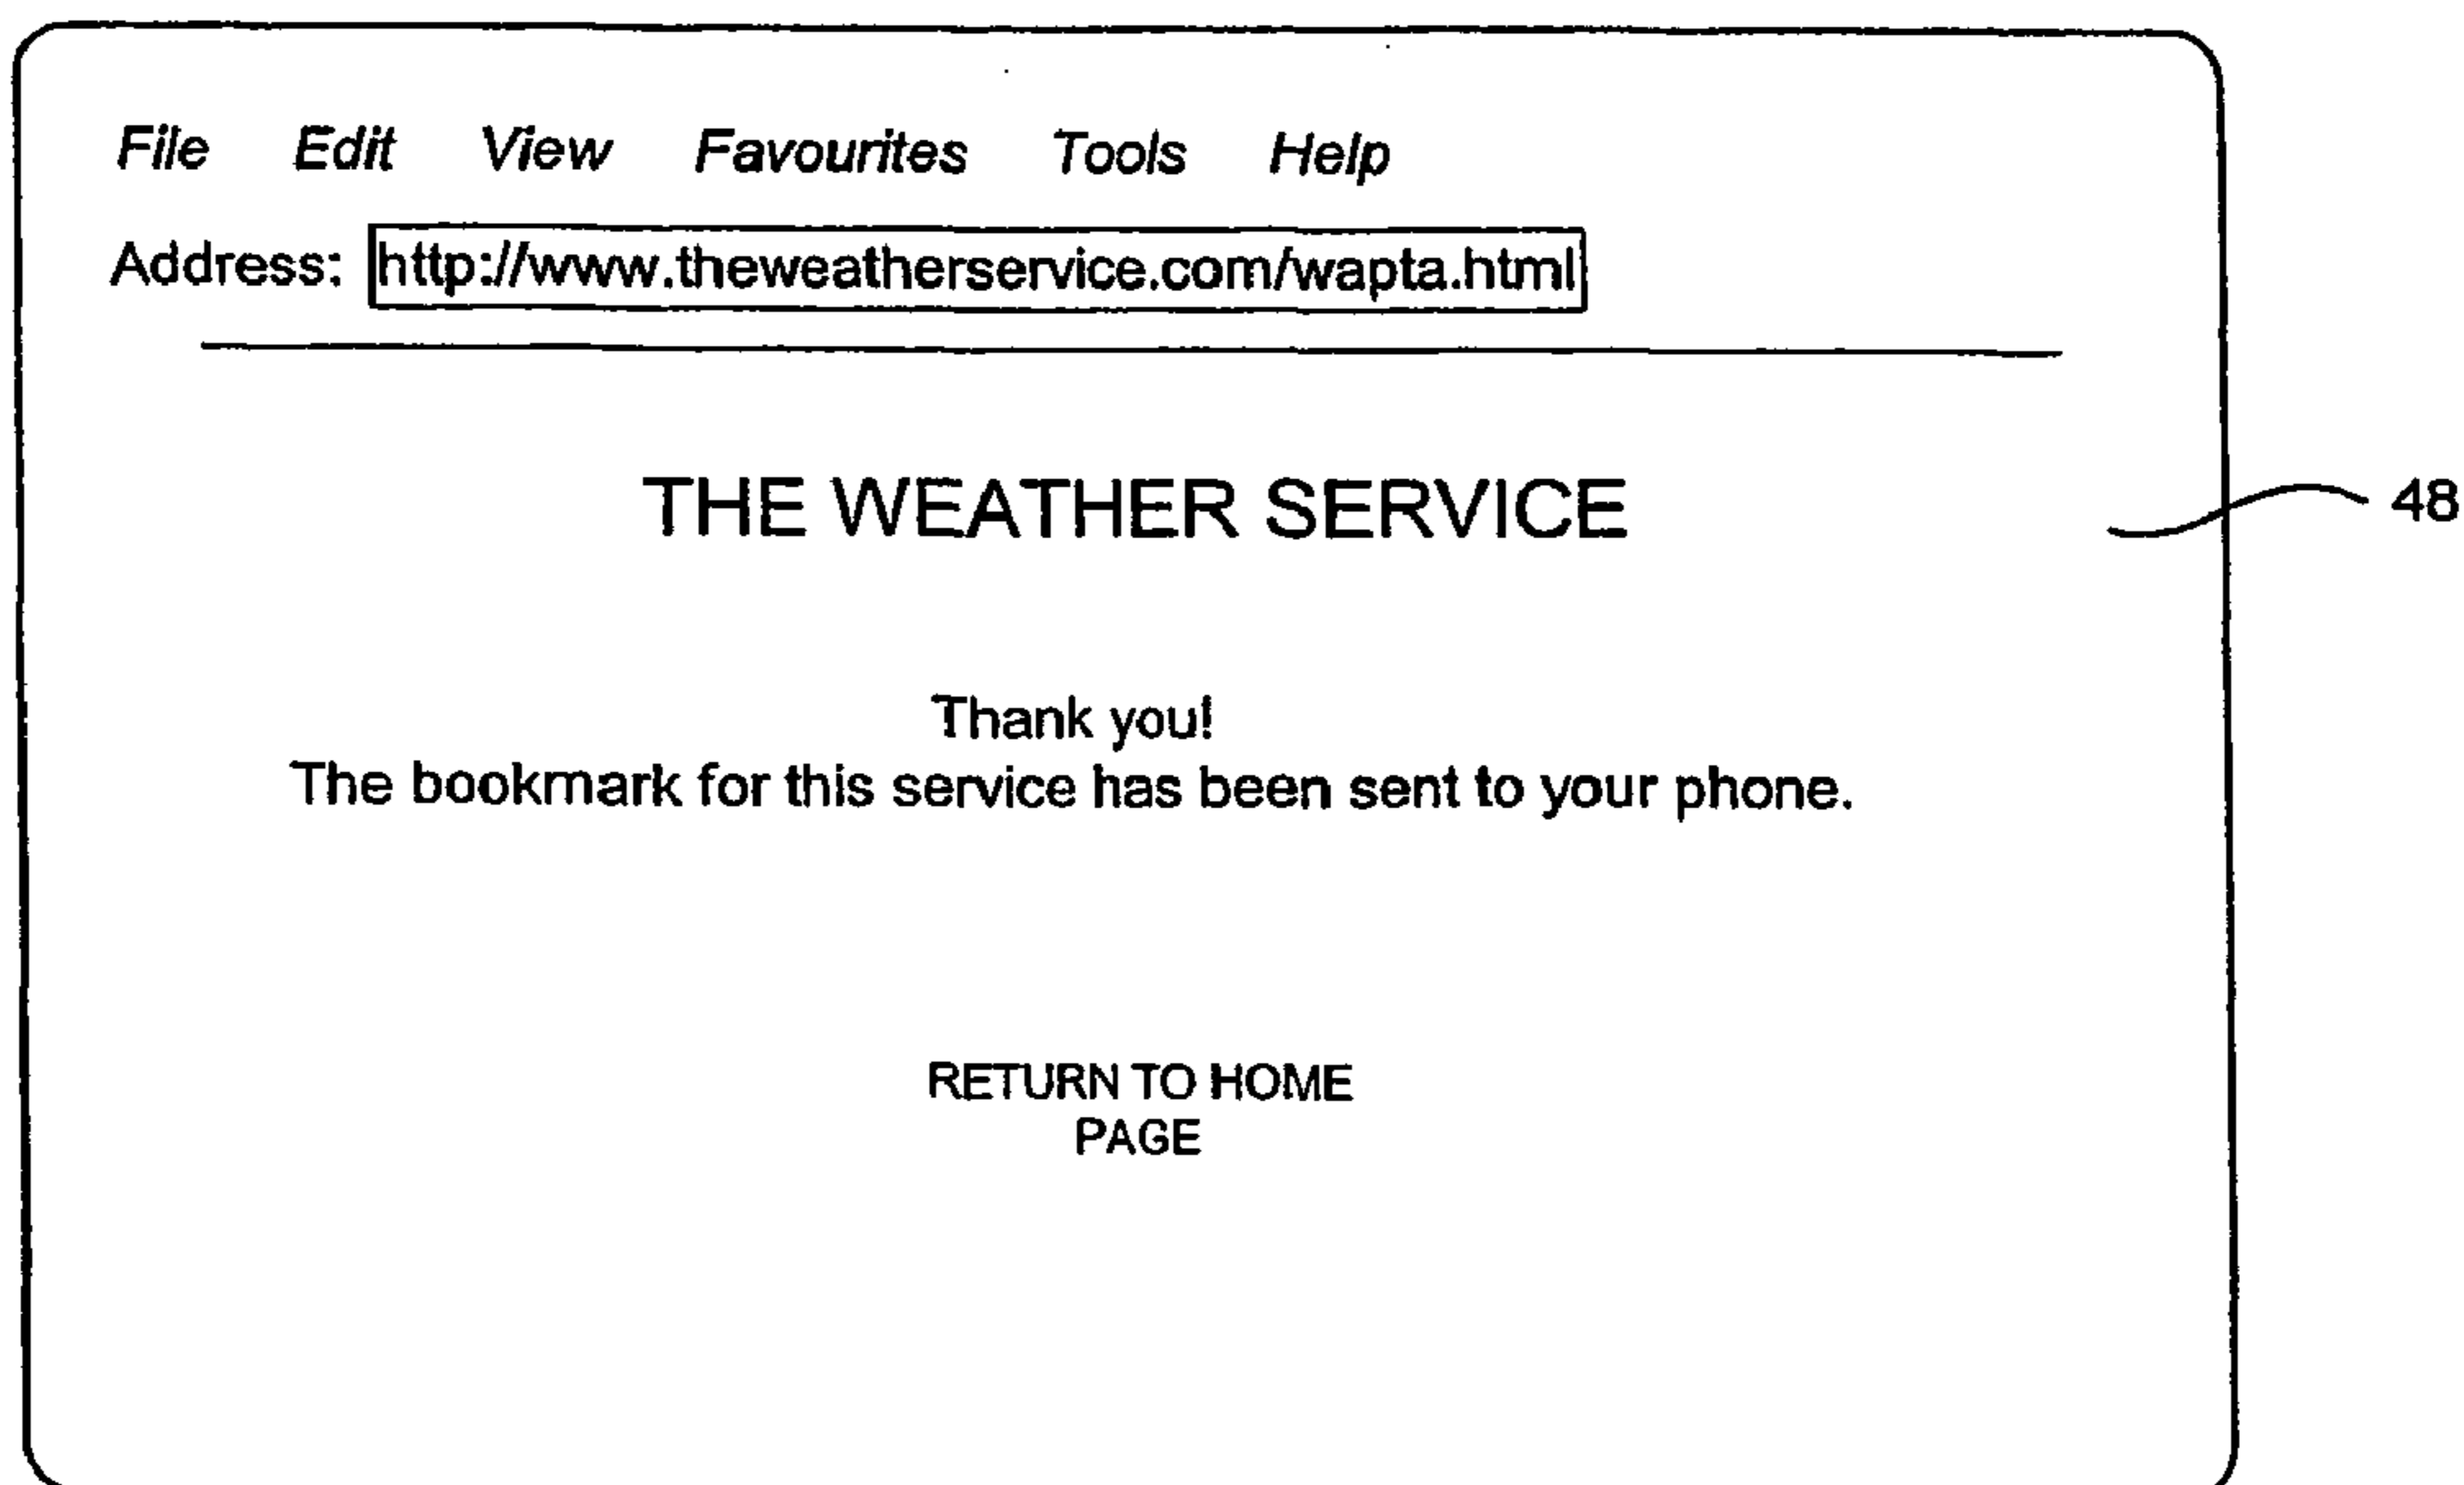 File Edit View Favourites Tools Help
Address: http://www.theweatherservice.com/wapta.html
THE WEATHER SERVICE
48
Thank you!
The bookmark for this service has been sent to your phone.
RETURN TO HOME
PAGE